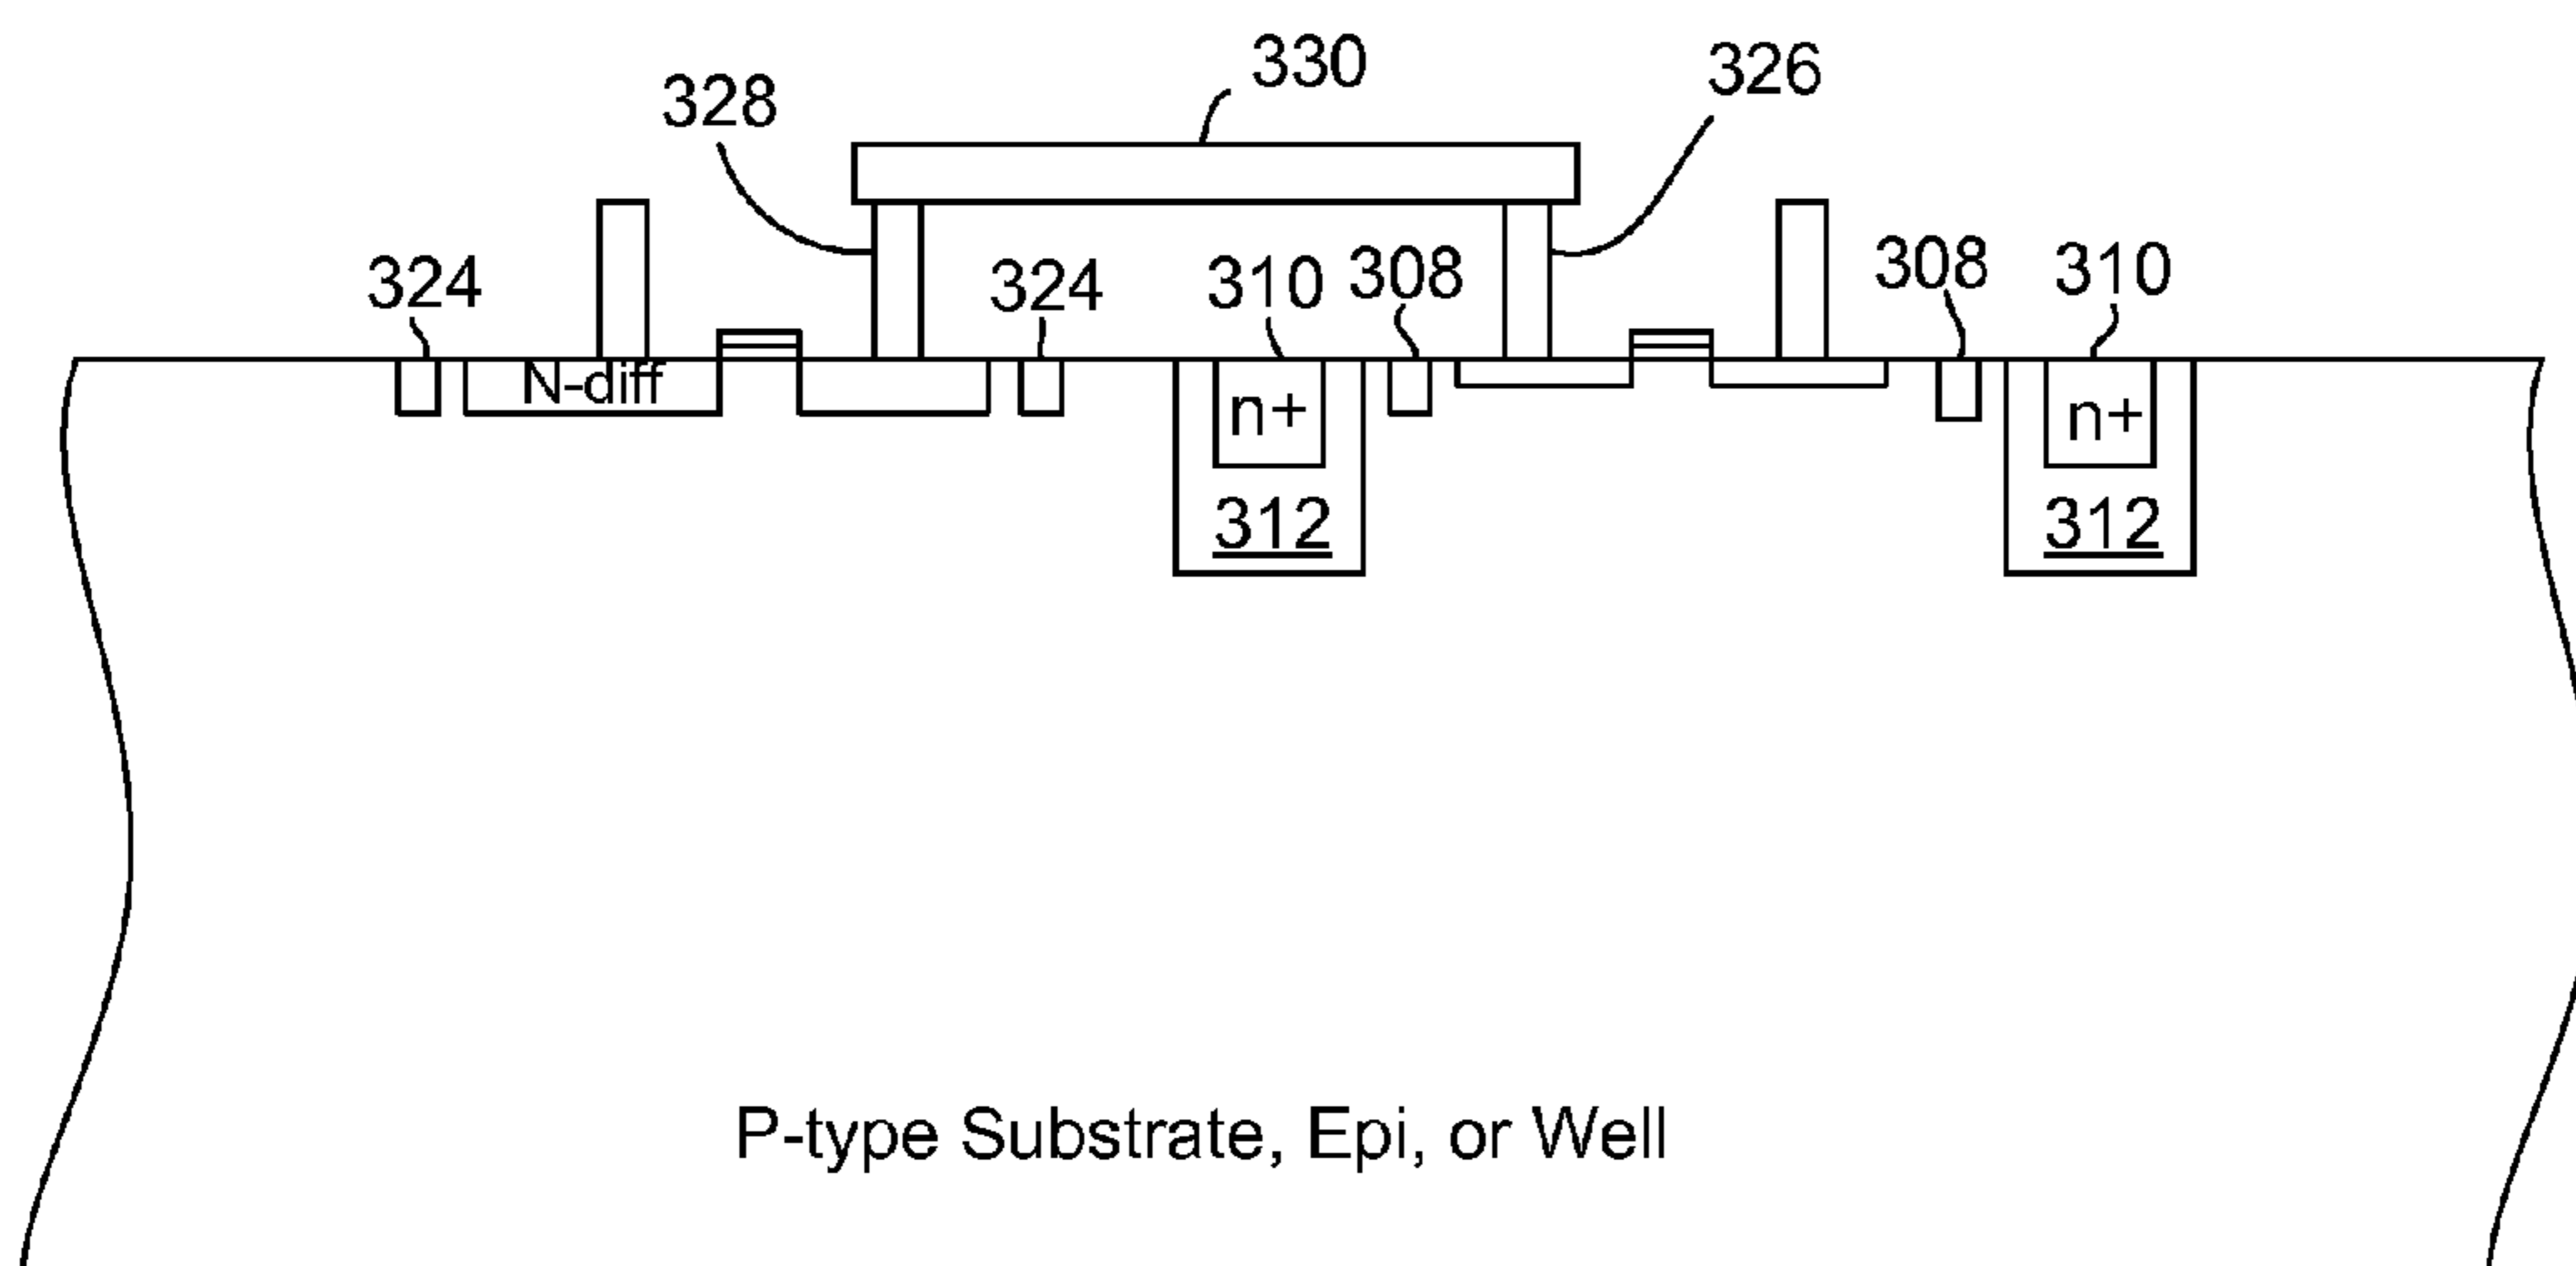 330
326
328
324
324
310
308
308
310
N-diff
n+
n+
312
312
P-type Substrate, Epi, or Well